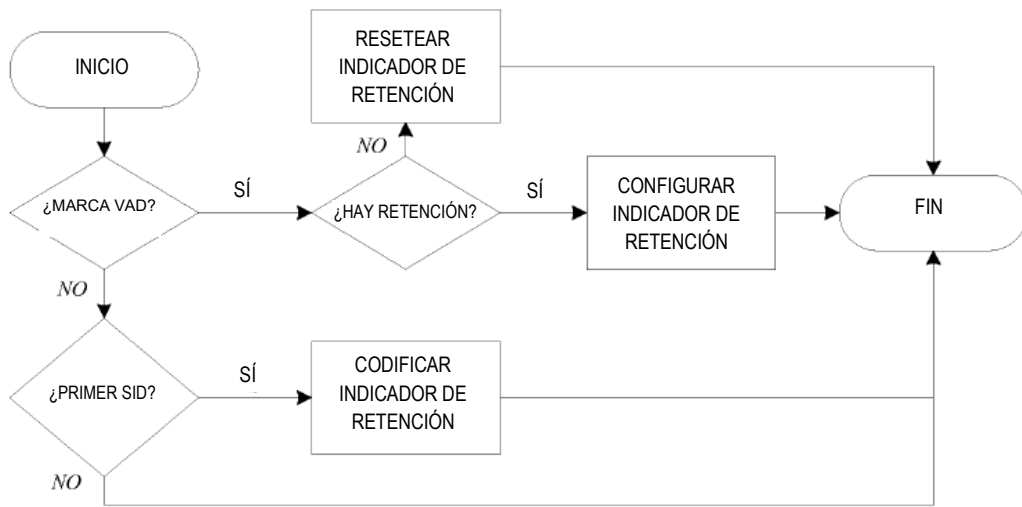 INICIO
RESETEAR
INDICADOR DE
RETENCIÓN
NO
¿MARCA VAD?
SÍ
¿HAY RETENCIÓN?
SÍ
CONFIGURAR
INDICADOR DE
RETENCIÓN
FIN
NO
¿PRIMER SID?
SÍ
CODIFICAR
INDICADOR DE
RETENCIÓN
NO